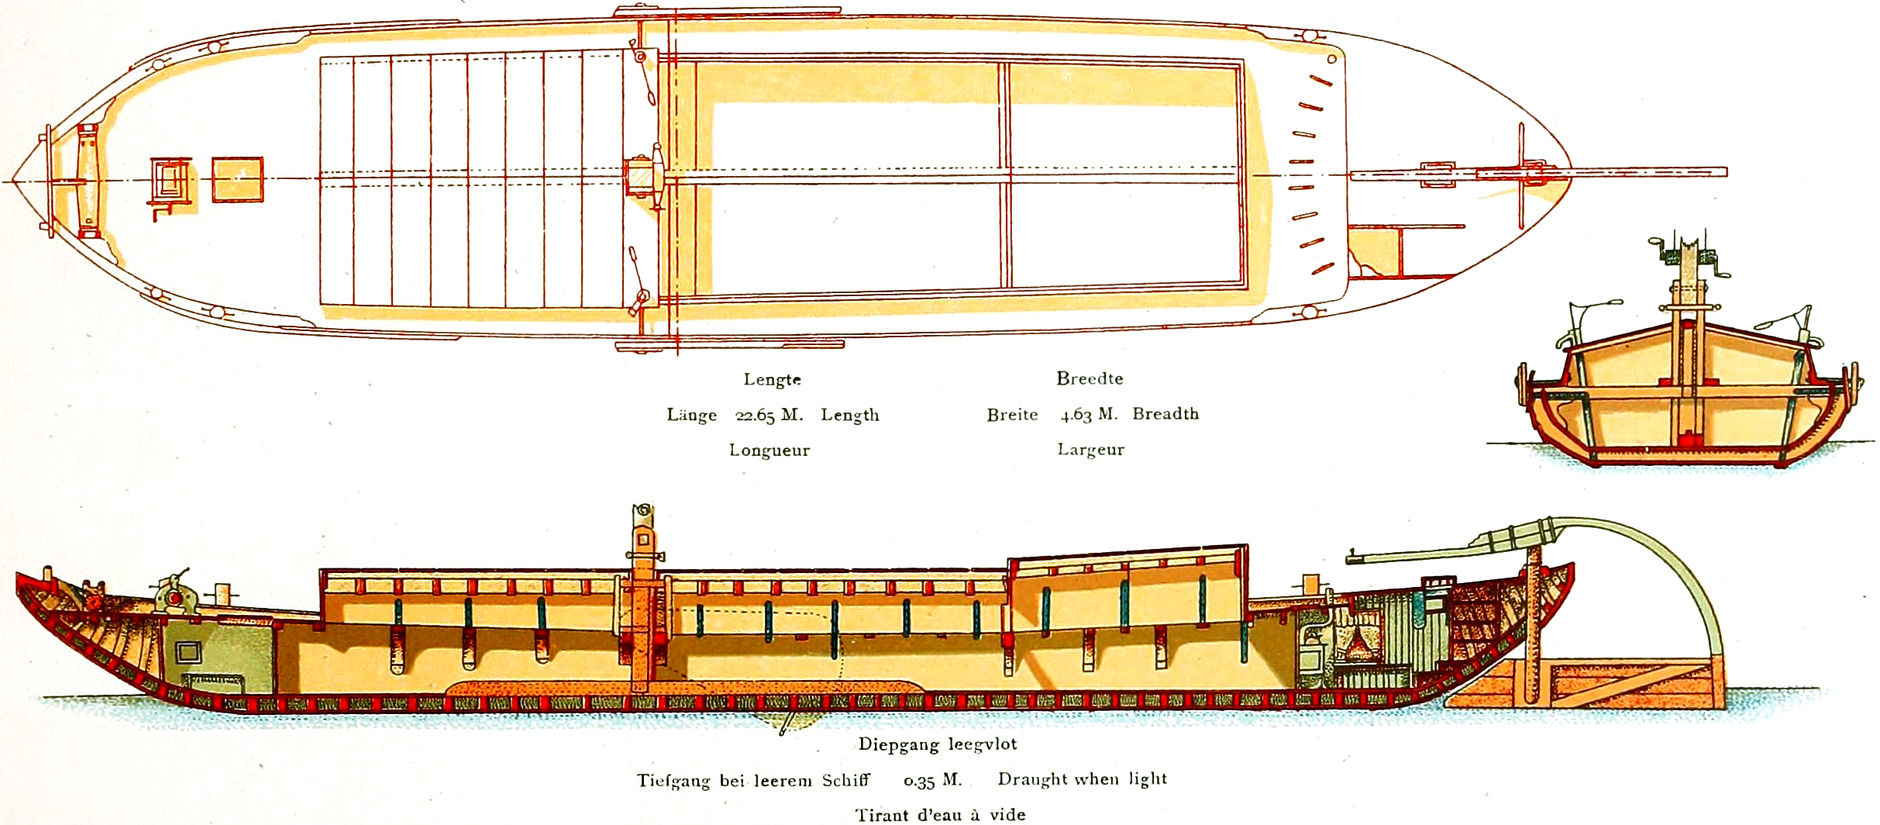 Lengte Breedte
Länge 22.65 M. Length Breite 4.63 M. Breadth
Longueur Largeur
Diepgang leegvlot
Tiefgang bei leerem Schiff 0.35 M. Draught when light
Tirant d'eau à vide